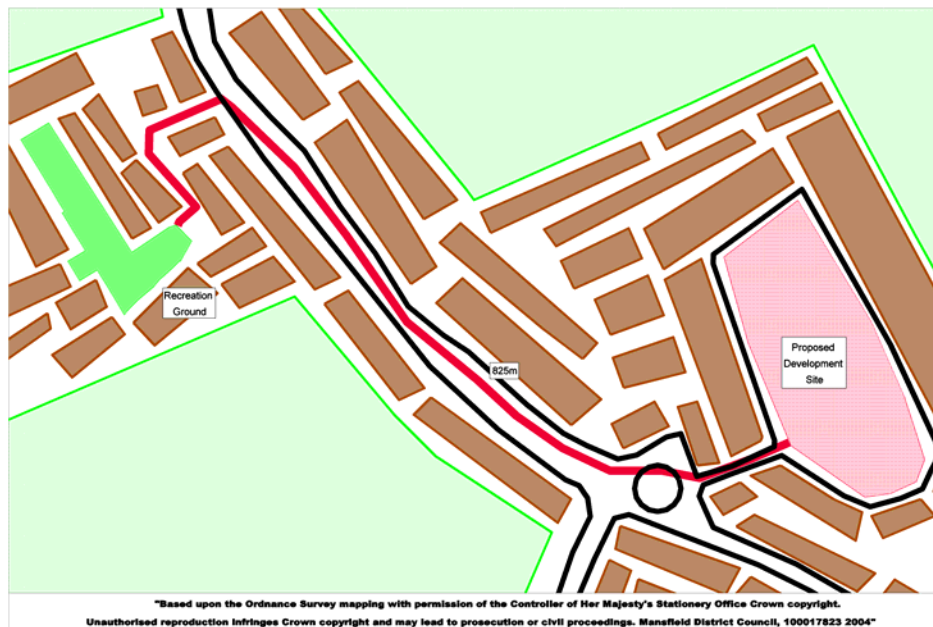 Recreation
Ground
825m
Proposed
Development
Site
"Based upon the Ordnance Survey mapping with permission of the Controller of Her Majesty's Stationery Office Crown copyright.
Unauthorised reproduction infringes Crown copyright and may lead to prosecution or civil proceedings. Mansfield District Council, 100017823 2004"